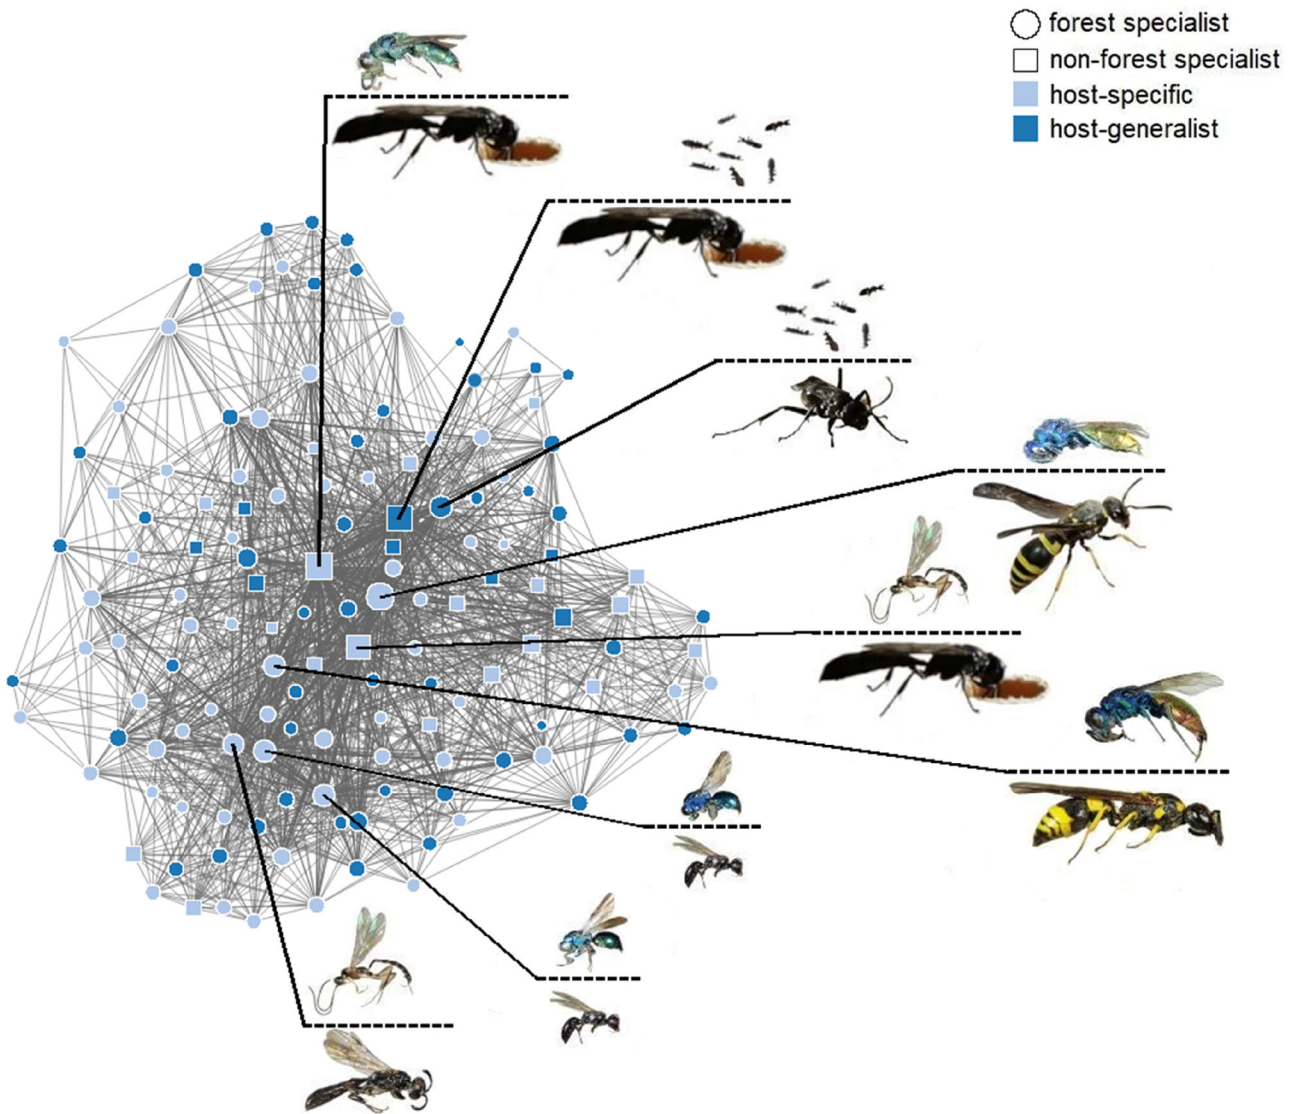 forest specialist
non-forest specialist
host-specific
host-generalist